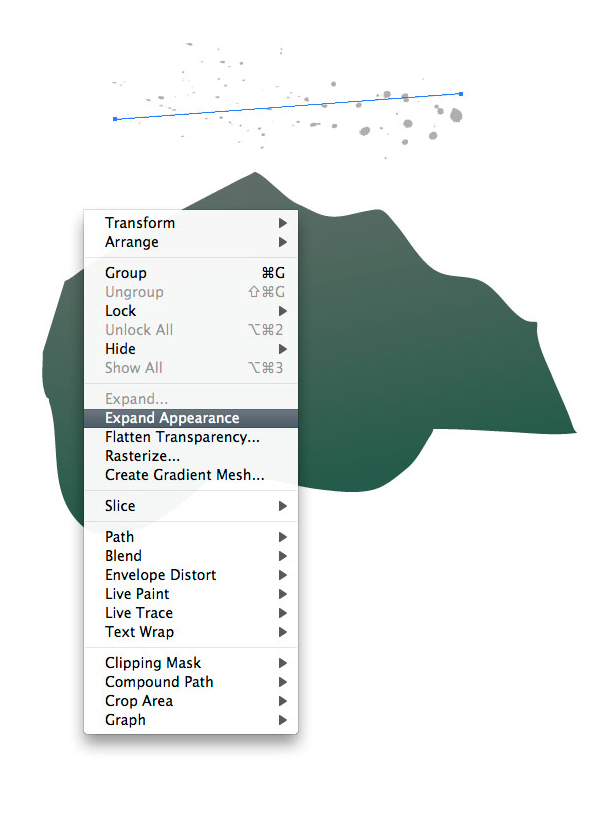 Transform
Arrange
Group ⌘G
Ungroup ⇧⌘G
Lock
Unlock All ⌥⌘2
Hide
Show All ⌥⌘3
Expand...
Expand Appearance
Flatten Transparency...
Rasterize...
Create Gradient Mesh...
Slice
Path
Blend
Envelope Distort
Live Paint
Live Trace
Text Wrap
Clipping Mask
Compound Path
Crop Area
Graph